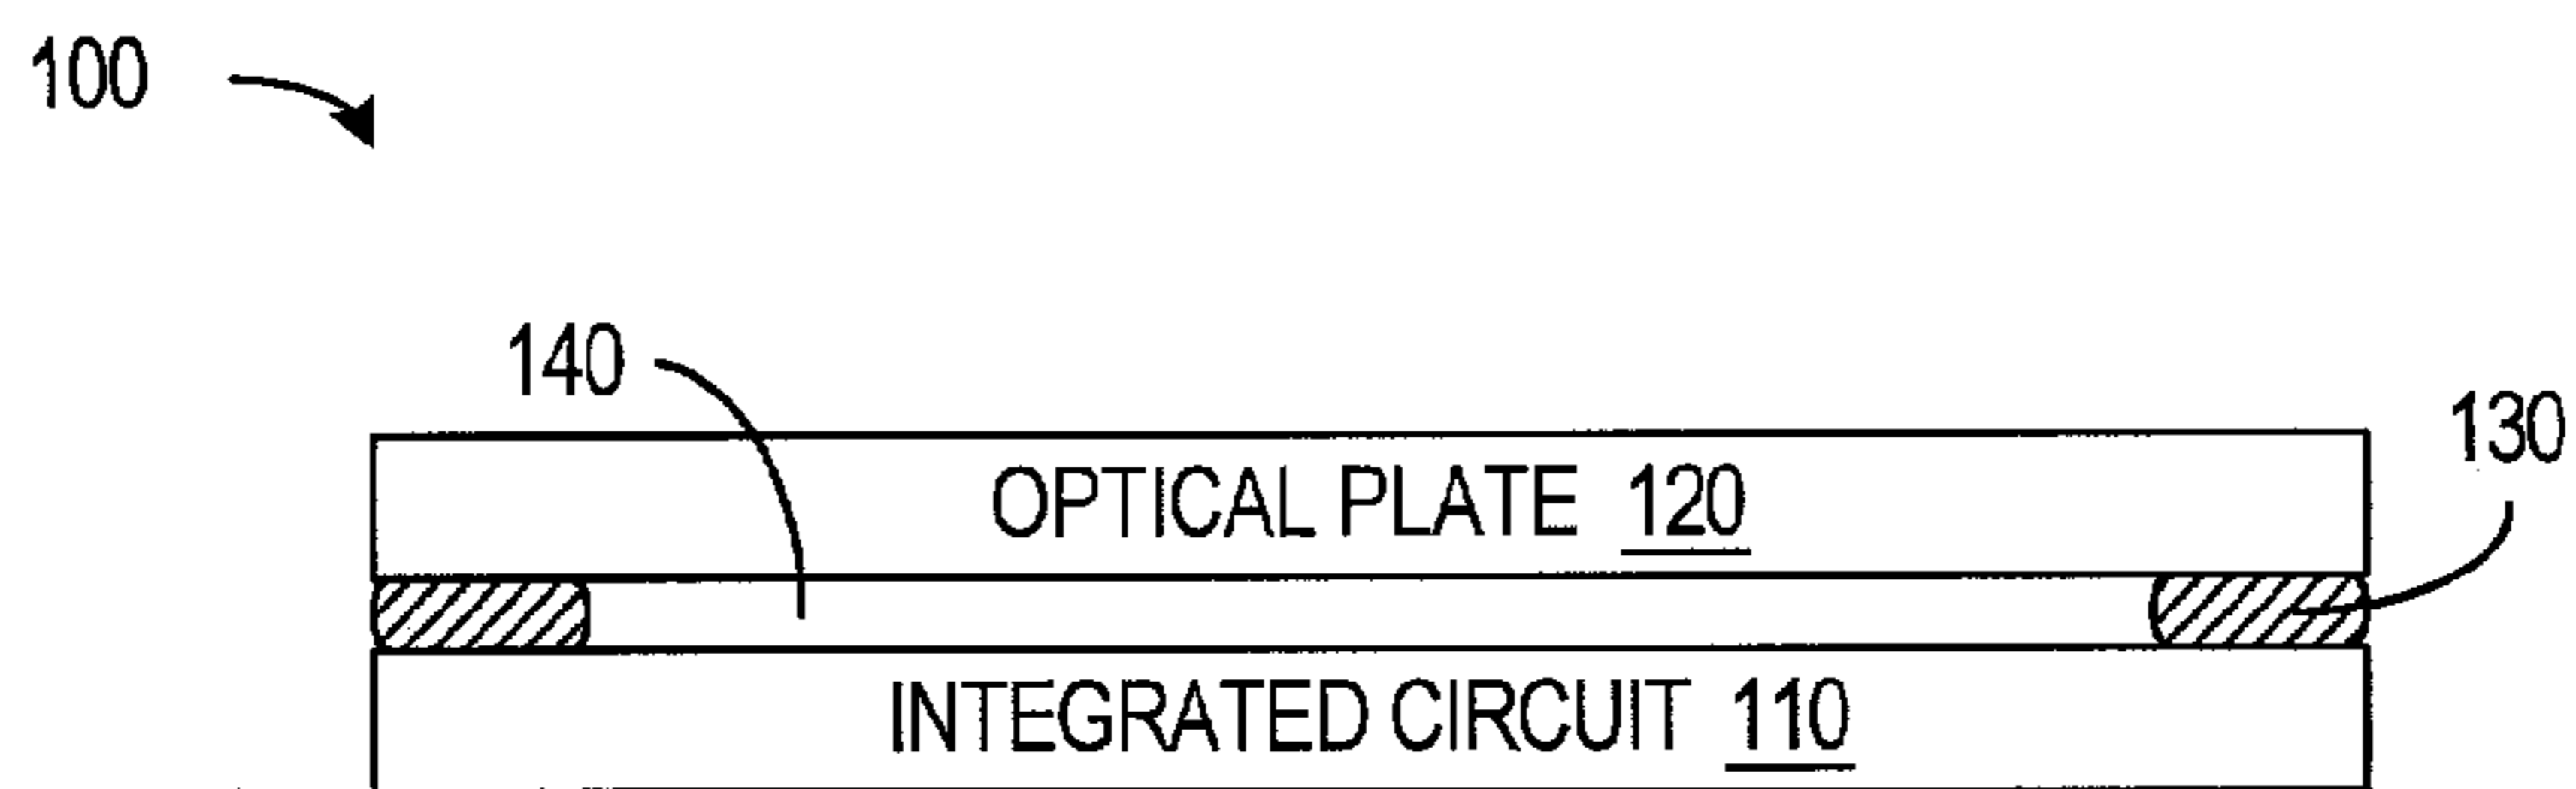 100
140
130
OPTICAL PLATE 120
INTEGRATED CIRCUIT 110